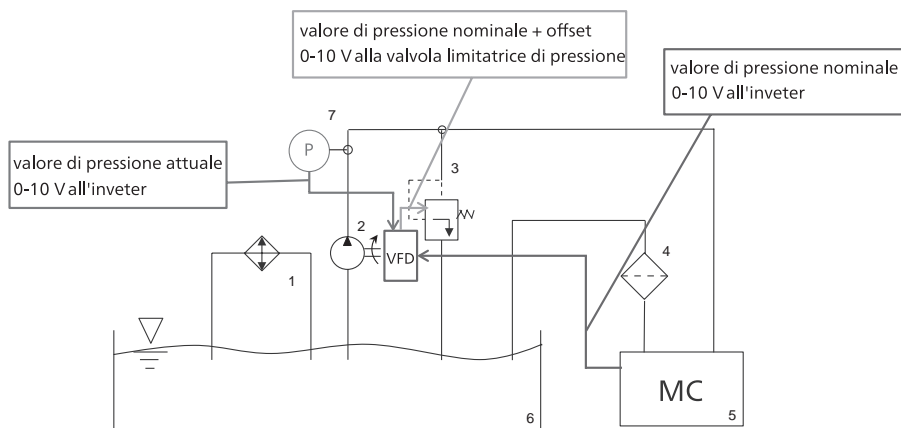 valore di pressione nominale + offset
0-10 V alla valvola limitatrice di pressione
valore di pressione nominale
0-10 V all'inveter
7
P
valore di pressione attuale
0-10 V all'inveter
3
2
VFD
4
1
MC
5
6